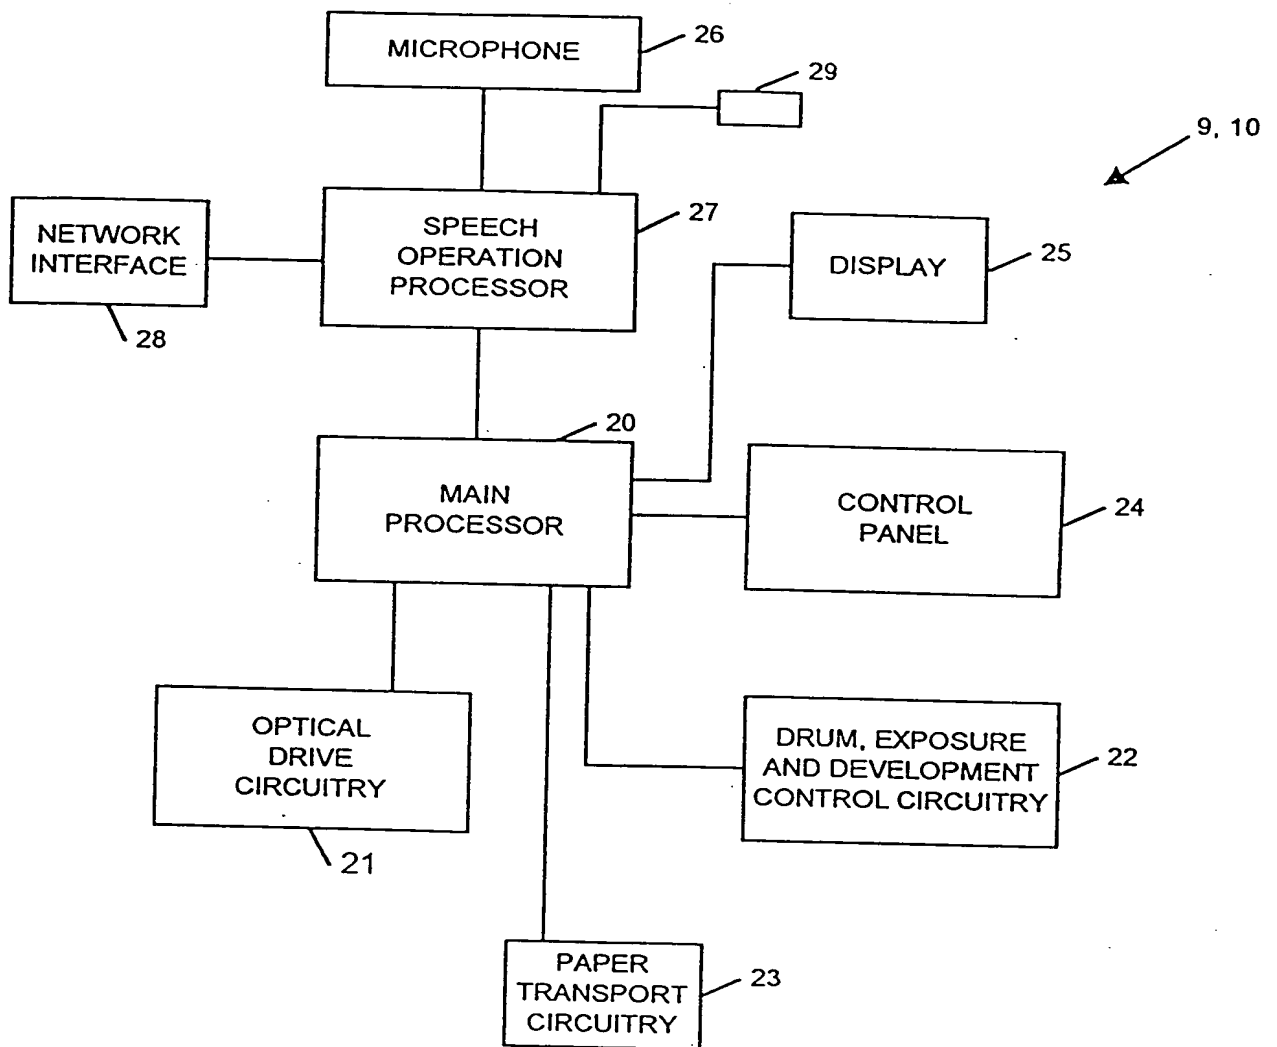 MICROPHONE
26
29
9, 10
NETWORK
INTERFACE
28
SPEECH
OPERATION
PROCESSOR
27
DISPLAY
25
20
MAIN
PROCESSOR
CONTROL
PANEL
24
OPTICAL
DRIVE
CIRCUITRY
21
DRUM, EXPOSURE
AND DEVELOPMENT
CONTROL CIRCUITRY
22
PAPER
TRANSPORT
CIRCUITRY
23